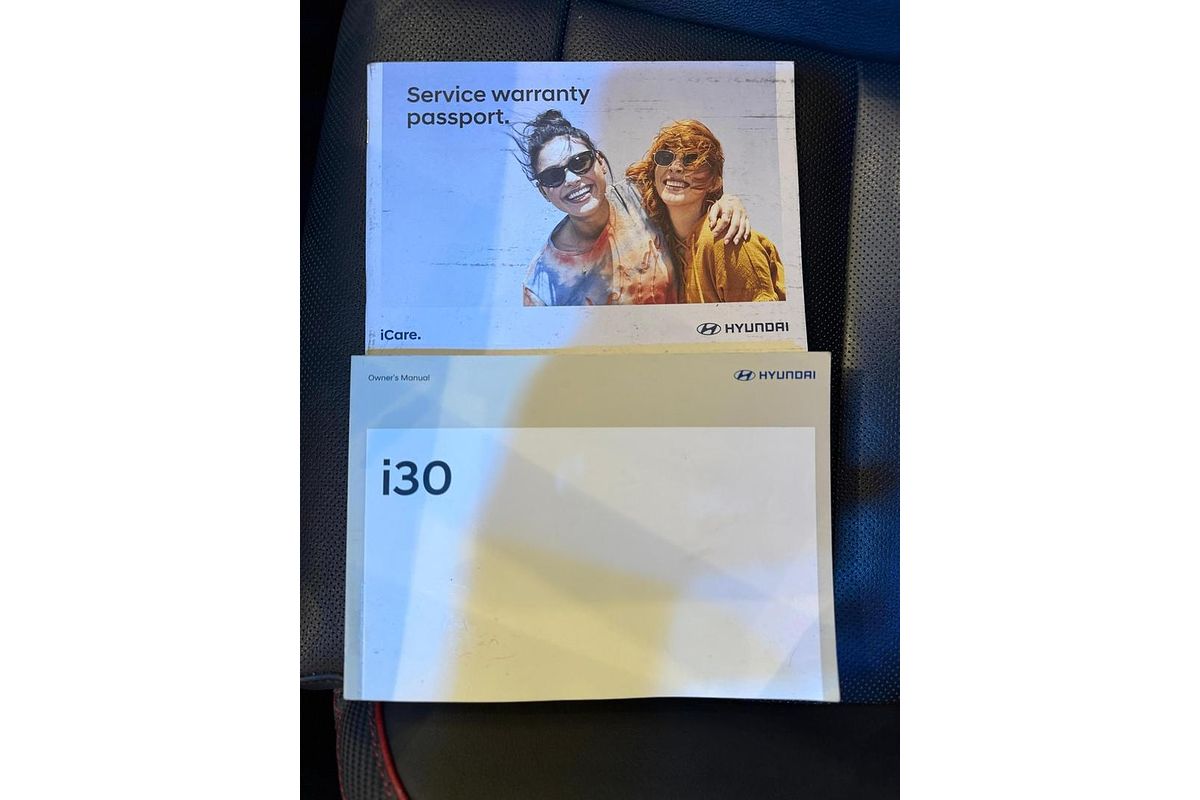 Service warranty
passport.
iCare.
HYUNDAI
Owner's Manual
HYUNDAI
i30